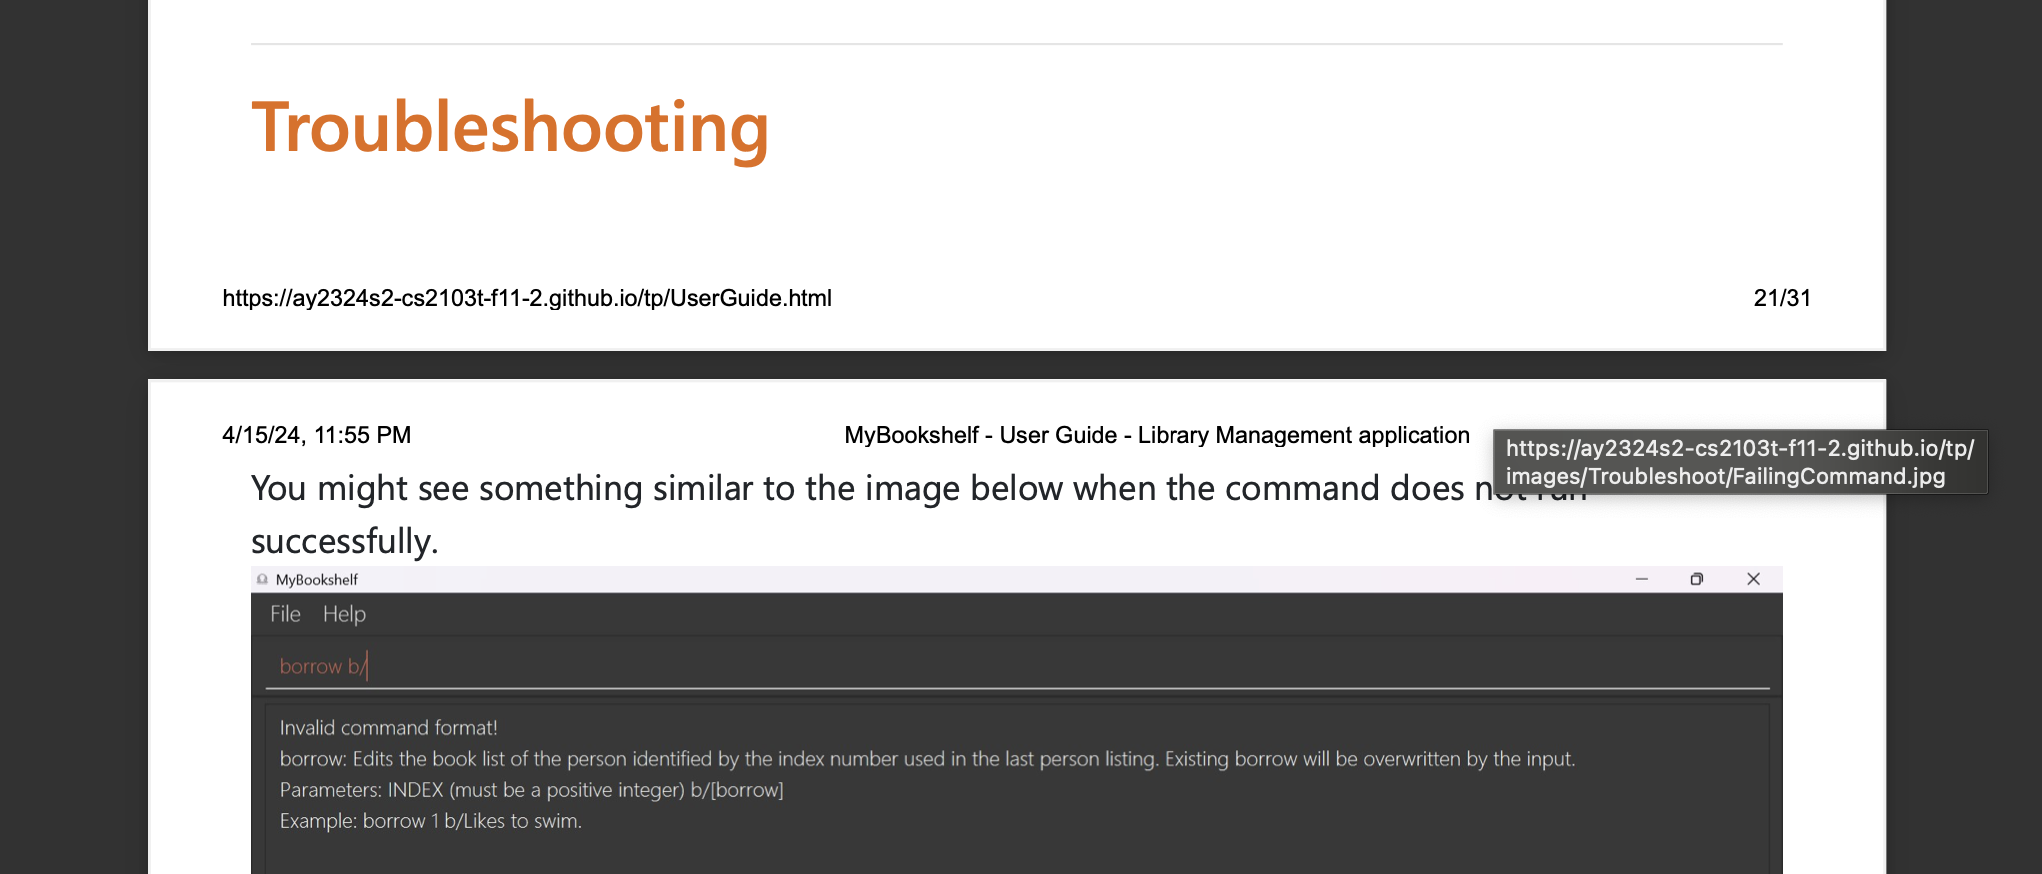 Troubleshooting
https://ay2324s2-cs2103t-f11-2.github.io/tp/UserGuide.html 21/31
4/15/24, 11:55 PM MyBookshelf - User Guide - Library Management application
https://ay2324s2-cs2103t-f11-2.github.io/tp/
images/Troubleshoot/FailingCommand.jpg
You might see something similar to the image below when the command does not run
successfully.
MyBookshelf
File Help
borrow b/
Invalid command format!
borrow: Edits the book list of the person identified by the index number used in the last person listing. Existing borrow will be overwritten by the input.
Parameters: INDEX (must be a positive integer) b/[borrow]
Example: borrow 1 b/Likes to swim.